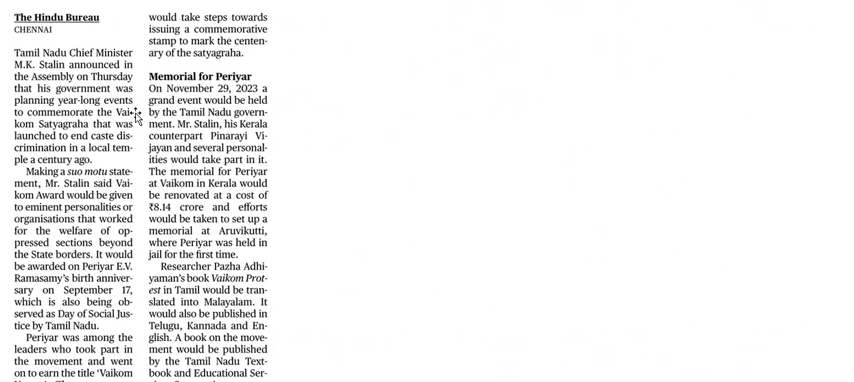 The Hindu Bureau
CHENNAI
Tamil Nadu Chief Minister
M.K. Stalin announced in
the Assembly on Thursday
that his government was
planning year-long events
to commemorate the Vai-
kom Satyagraha that was
launched to end caste dis-
crimination in a local tem-
ple a century ago.
Making a suo motu state-
ment, Mr. Stalin said Vai-
kom Award would be given
to eminent personalities or
organisations that worked
for the welfare of op-
pressed sections beyond
the State borders. It would
be awarded on Periyar E.V.
Ramasamy's birth anniver-
sary on September 17,
which is also being ob-
served as Day of Social Jus-
tice by Tamil Nadu.
Periyar was among the
leaders who took part in
the movement and went
on to earn the title 'Vaikom
would take steps towards
issuing a commemorative
stamp to mark the centen-
ary of the satyagraha.
Memorial for Periyar
On November 29, 2023 a
grand event would be held
by the Tamil Nadu govern-
ment. Mr. Stalin, his Kerala
counterpart Pinarayi Vi-
jayan and several personal-
ities would take part in it.
The memorial for Periyar
at Vaikom in Kerala would
be renovated at a cost of
₹8.14 crore and efforts
would be taken to set up a
memorial at Aruvikutti,
where Periyar was held in
jail for the first time.
Researcher Pazha Adhi-
yaman's book Vaikom Prot-
est in Tamil would be tran-
slated into Malayalam. It
would also be published in
Telugu, Kannada and En-
glish. A book on the move-
ment would be published
by the Tamil Nadu Text-
book and Educational Ser-